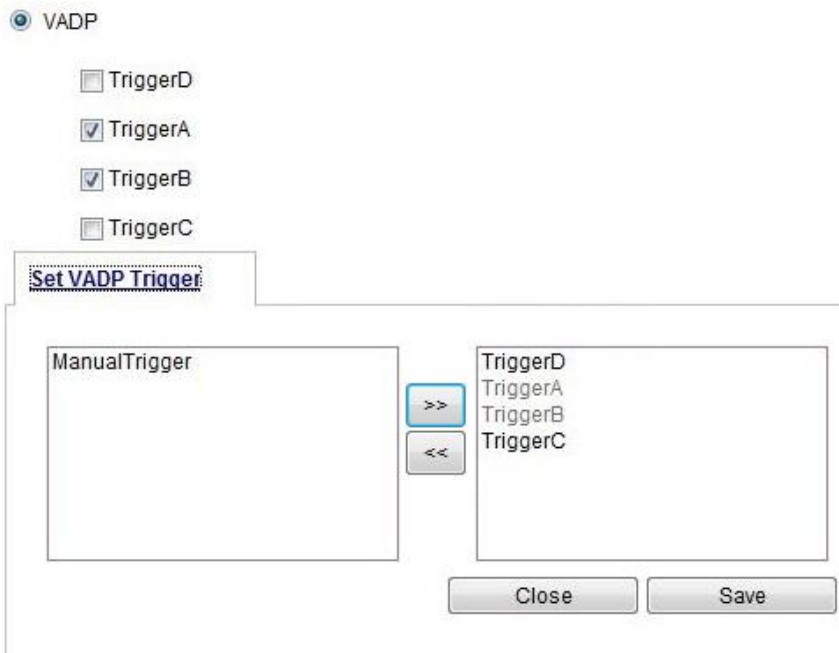 VADP
TriggerD
TriggerA
TriggerB
TriggerC
Set VADP Trigger
ManualTrigger
TriggerD
TriggerA
TriggerB
TriggerC
>>
<<
Close Save